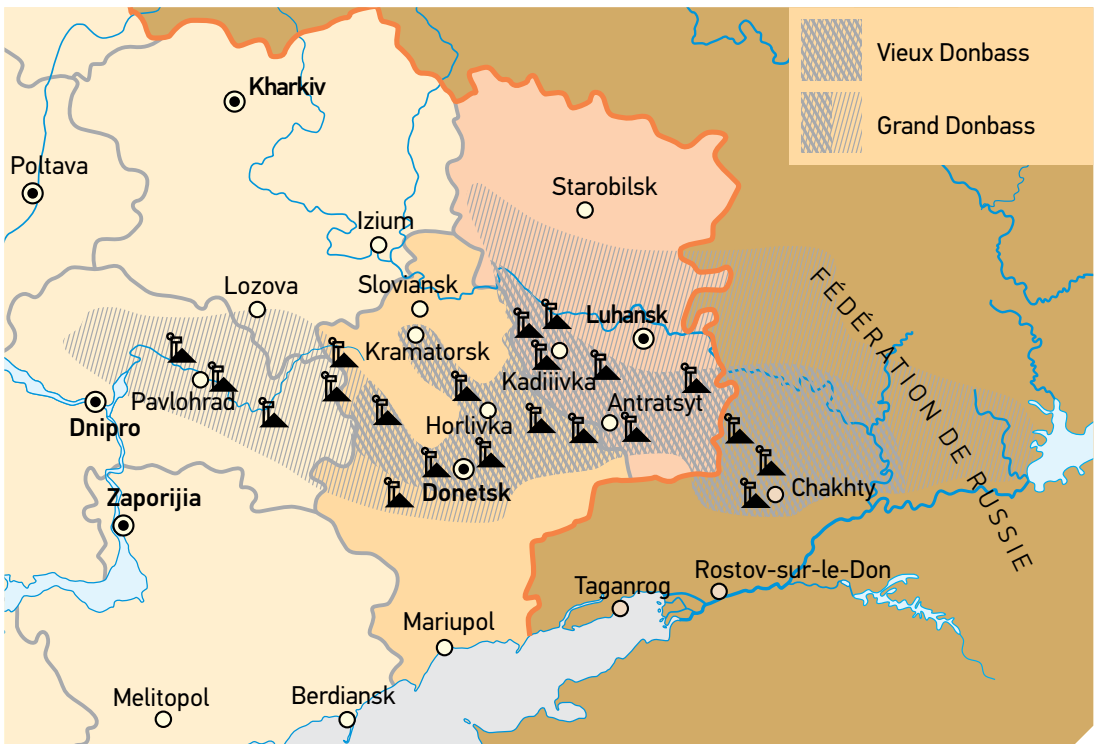 Vieux Donbass
Grand Donbass
Kharkiv
Poltava
Starobilsk
Izium
Lozova
Sloviansk
Luhansk
Kramatorsk
Kadiiivka
Pavlohrad
Antratsyt
Dnipro
Horlivka
Donetsk
Chakhty
Zaporijia
FÉDÉRATION DE RUSSIE
Rostov-sur-le-Don
Taganrog
Mariupol
Melitopol
Berdiansk